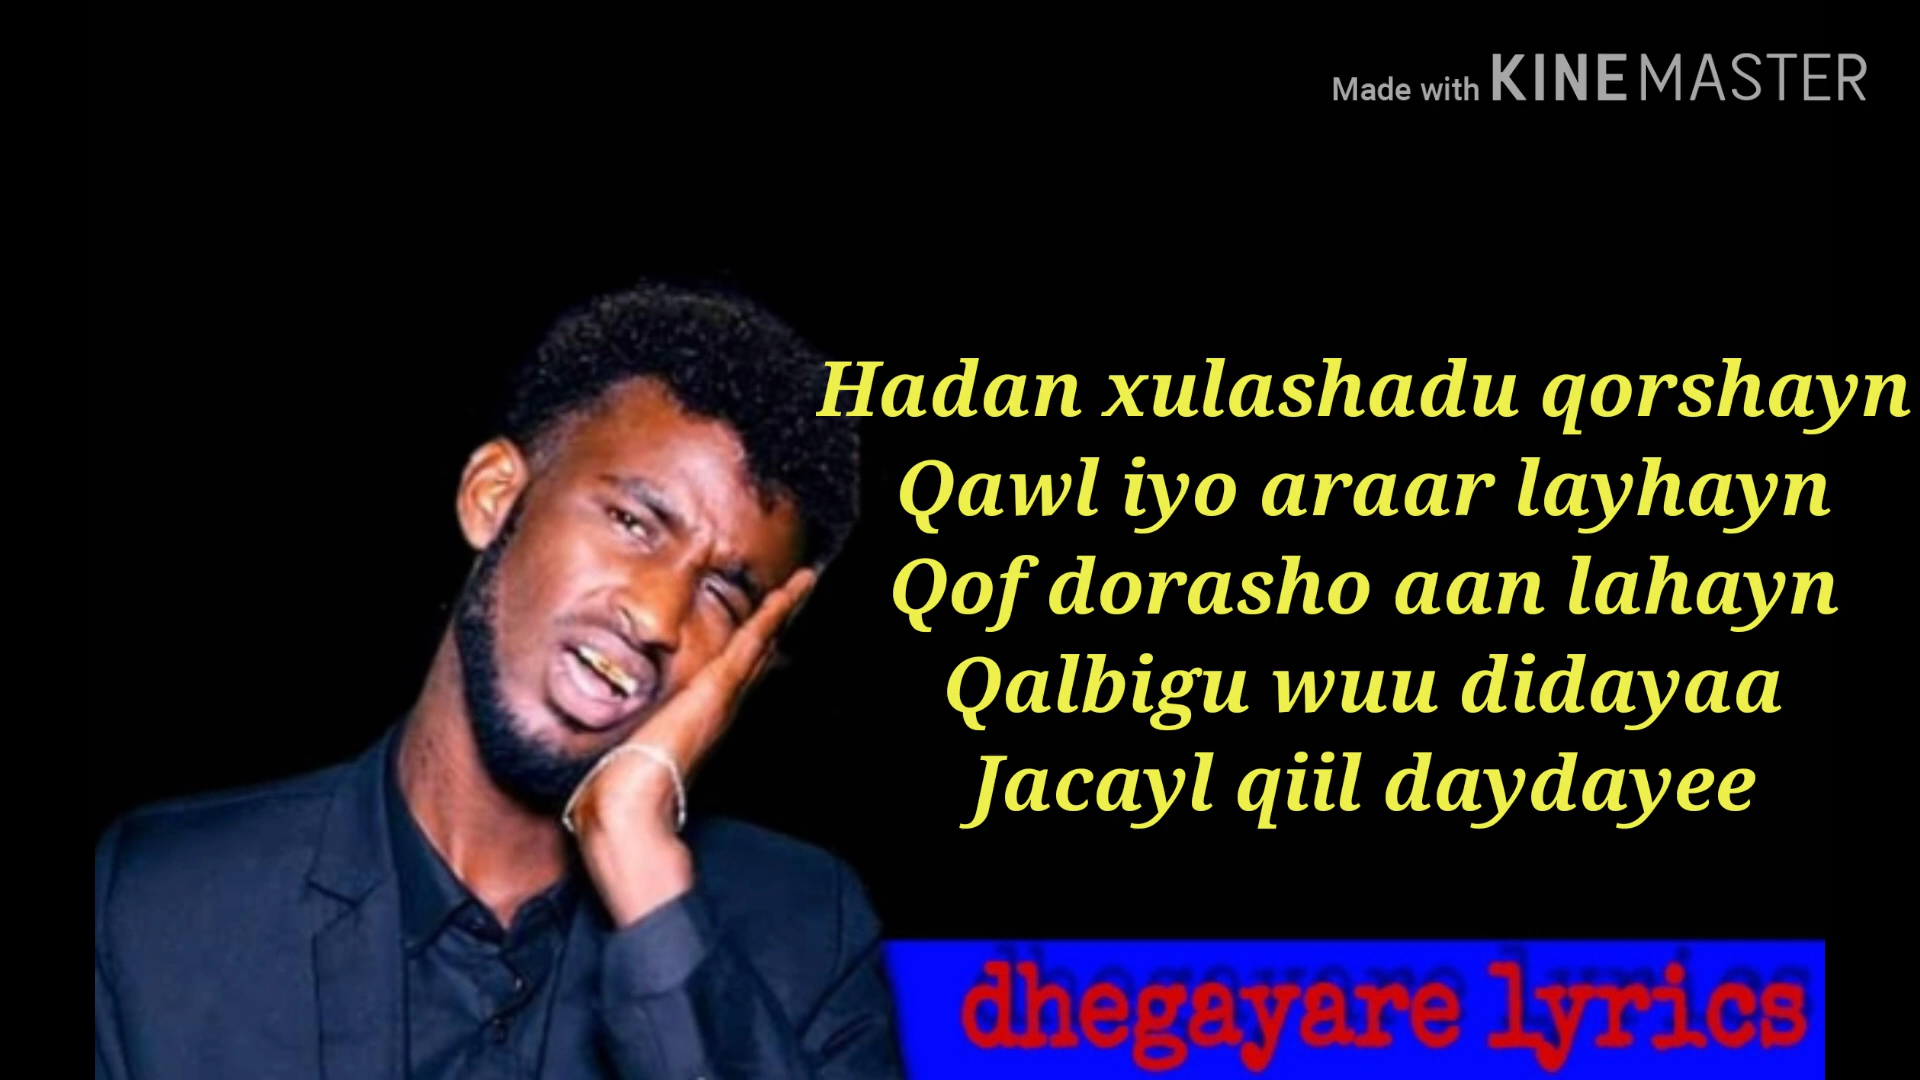 Made with KINEMASTER
Hadan xulashadu qorshayn
Qawl iyo araar layhayn
Qof dorasho aan lahayn
Qalbigu wuu didayaa
Jacayl qiil daydayee
dhegayare lyrics